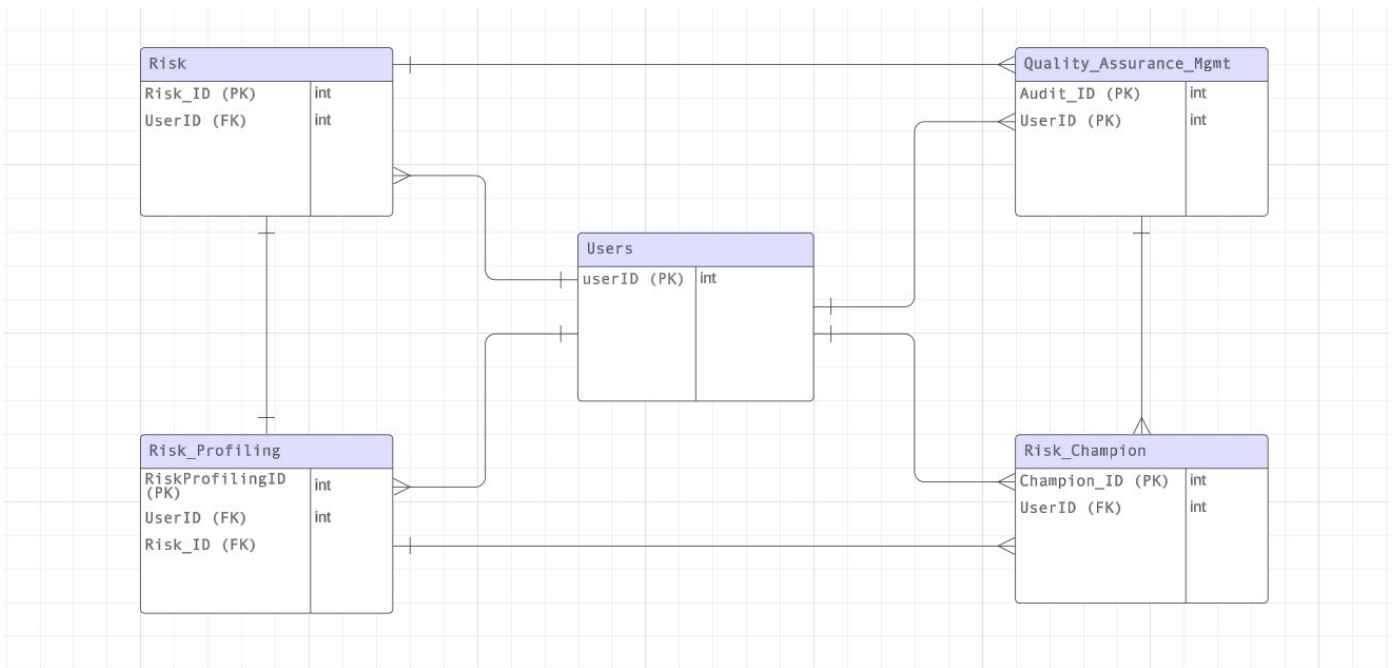 Risk
Risk_ID (PK) int
UserID (FK) int
Quality_Assurance_Mgmt
Audit_ID (PK) int
UserID (PK) int
Users
userID (PK) int
Risk_Profiling
RiskProfilingID
(PK) int
UserID (FK) int
Risk_ID (FK)
Risk_Champion
Champion_ID (PK) int
UserID (FK) int